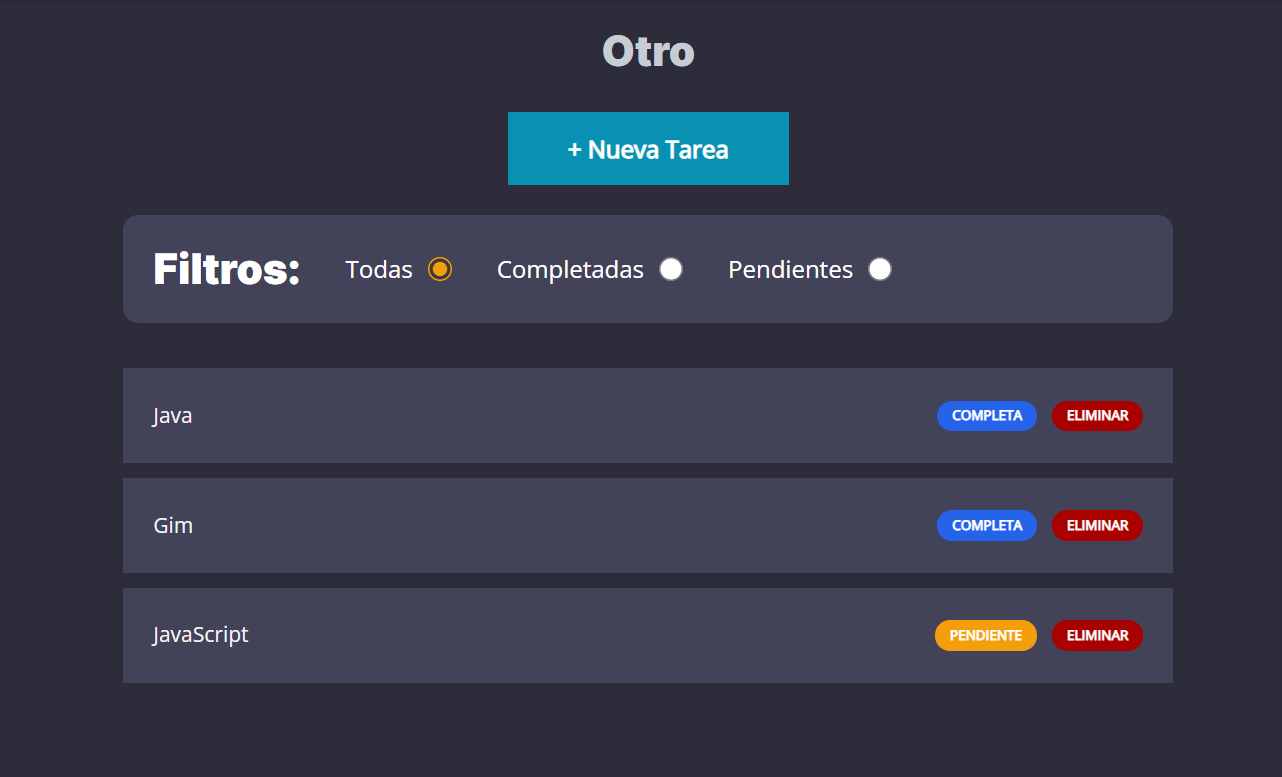 Otro
+ Nueva Tarea
Filtros: Todas Completadas Pendientes
Java COMPLETA ELIMINAR
Gim COMPLETA ELIMINAR
JavaScript PENDIENTE ELIMINAR